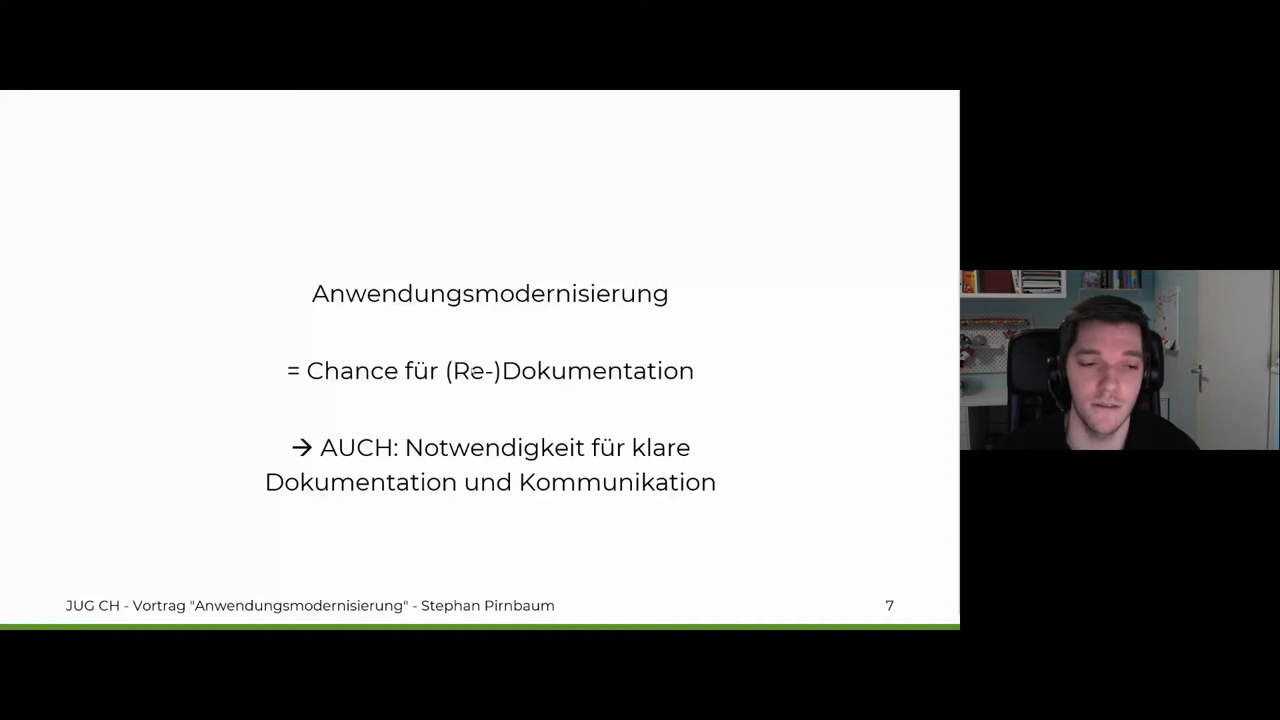 Anwendungsmodernisierung
= Chance für (Re-)Dokumentation
→ AUCH: Notwendigkeit für klare
Dokumentation und Kommunikation
JUG CH - Vortrag "Anwendungsmodernisierung" - Stephan Pirnbaum
7